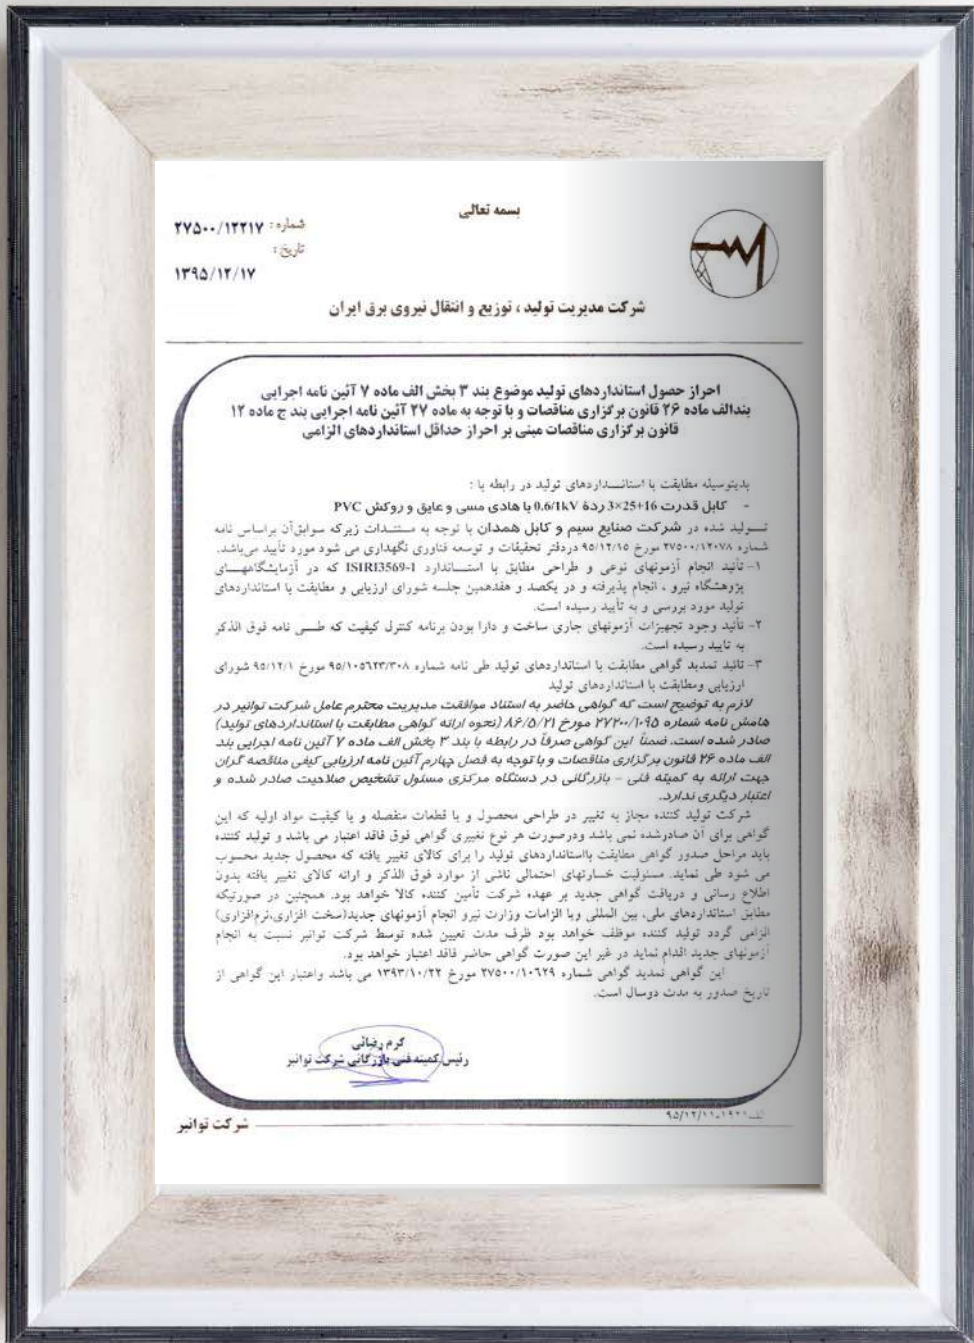 بسمه تعالی
شماره : ۲۷۵۰۰/۱۲۲۱۷
تاریخ :
۱۳۹۵/۱۲/۱۷
شرکت مدیریت تولید ، توزیع و انتقال نیروی برق ایران
احراز حصول استانداردهای تولید موضوع بند ۳ بخش الف ماده ۷ آئین نامه اجرایی
بندالف ماده ۲۶ قانون برگزاری مناقصات و با توجه به ماده ۲۷ آئین نامه اجرایی بند ج ماده ۱۲
قانون برگزاری مناقصات مبنی بر احراز حداقل استانداردهای الزامی
بدینوسیله مطابقت با استانــدارد‌های تولید در رابطه با :
- کابل قدرت 16+25×3 ردۀ 0.6/1kV با هادی مسی و عایق و روکش PVC
تـــولید شده در شرکت صنایع سیم و کابل همدان با توجه به مستندات زیرکه سوابق‌آن براساس نامه
شماره ۲۷۵۰۰/۱۲۰۷۸ مورخ ۹۵/۱۲/۱۵ دردفتر تحقیقات و توسعه فناوری نگهداری می شود مورد تأیید می‌باشد.
۱- تأئید انجام آزمونهای نوعی و طراحی مطابق با استــاندارد ISIRI3569-1 که در آزمایشگاههــای
پژوهشگاه نیرو ، انجام پذیرفته و در یکصد و هفدهمین جلسه شورای ارزیابی و مطابقت با استانداردهای
تولید مورد بررسی و به تأیید رسیده است.
۲- تأئید وجود تجهیزات آزمونهای جاری ساخت و دارا بودن برنامه کنترل کیفیت که طــی نامه فوق الذکر
به تایید رسیده است.
۳- تائید تمدید گواهی مطابقت با استانداردهای تولید طی نامه شماره ۹۵/۱۰۵۶۲۳/۳۰۸ مورخ ۹۵/۱۲/۱ شورای
ارزیابی ومطابقت با استانداردهای تولید
لازم به توضیح است که گواهی حاضر به استناد موافقت مدیریت محترم عامل شرکت توانیر در
هامش نامه شماره ۲۷۲۰۰/۱۰۹۵ مورخ ۸۶/۵/۲۱ (نحوه ارائه گواهی مطابقت با استانداردهای تولید)
صادر شده است. ضمناً این گواهی صرفاً در رابطه با بند ۳ بخش الف ماده ۷ آئین نامه اجرایی بند
الف ماده ۲۶ قانون برگزاری مناقصات و با توجه به فصل چهارم آئین نامه ارزیابی کیفی مناقصه گران
جهت ارائه به کمیته فنی - بازرگانی در دستگاه مرکزی مسئول تشخیص صلاحیت صادر شده و
اعتبار دیگری ندارد.
شرکت تولید کننده مجاز به تغییر در طراحی محصول و یا قطعات منفصله و یا کیفیت مواد اولیه که این
گواهی برای آن صادرشده نمی باشد ودرصورت هر نوع تغییری گواهی فوق فاقد اعتبار می باشد و تولید کننده
باید مراحل صدور گواهی مطابقت بااستانداردهای تولید را برای کالای تغییر یافته که محصول جدید محسوب
می شود طی نماید. مسئولیت خسارتهای احتمالی ناشی از موارد فوق الذکر و ارائه کالای تغییر یافته بدون
اطلاع رسانی و دریافت گواهی جدید بر عهده شرکت تأمین کننده کالا خواهد بود. همچنین در صورتیکه
مطابق استانداردهای ملی، بین المللی ویا الزامات وزارت نیرو انجام آزمونهای جدید(سخت افزاری،نرم‌افزاری)
الزامی گردد تولید کننده موظف خواهد بود ظرف مدت تعیین شده توسط شرکت توانیر نسبت به انجام
آزمونهای جدید اقدام نماید در غیر این صورت گواهی حاضر فاقد اعتبار خواهد بود.
این گواهی تمدید گواهی شماره ۲۷۵۰۰/۱۰۶۲۹ مورخ ۱۳۹۳/۱۰/۲۲ می باشد واعتبار این گواهی از
تاریخ صدور به مدت دوسال است.
کرم رضائی
رئیس کمیته فنی بازرگانی شرکت توانیر
شرکت توانیر